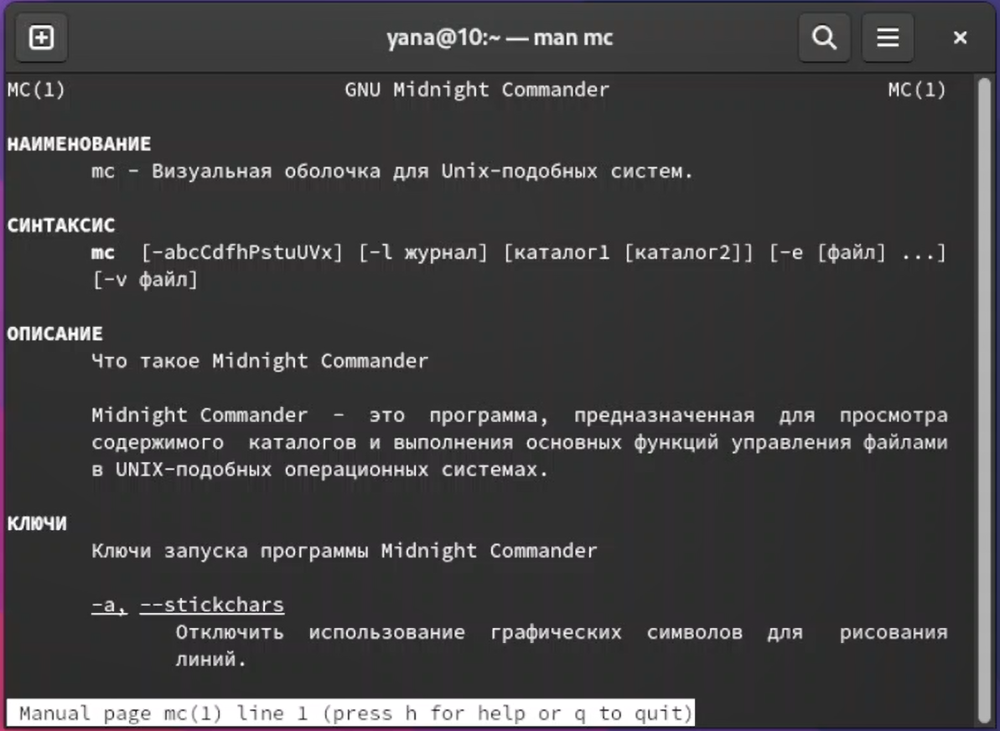 yana@10:~ — man mc
MC(1) GNU Midnight Commander MC(1)
НАИМЕНОВАНИЕ
mc - Визуальная оболочка для Unix-подобных систем.
СИНТАКСИС
mc [-abcCdfhPstuUVx] [-l журнал] [каталог1 [каталог2]] [-e [файл] ...]
[-v файл]
ОПИСАНИЕ
Что такое Midnight Commander
Midnight Commander - это программа, предназначенная для просмотра
содержимого каталогов и выполнения основных функций управления файлами
в UNIX-подобных операционных системах.
КЛЮЧИ
Ключи запуска программы Midnight Commander
-a, --stickchars
Отключить использование графических символов для рисования
линий.
Manual page mc(1) line 1 (press h for help or q to quit)